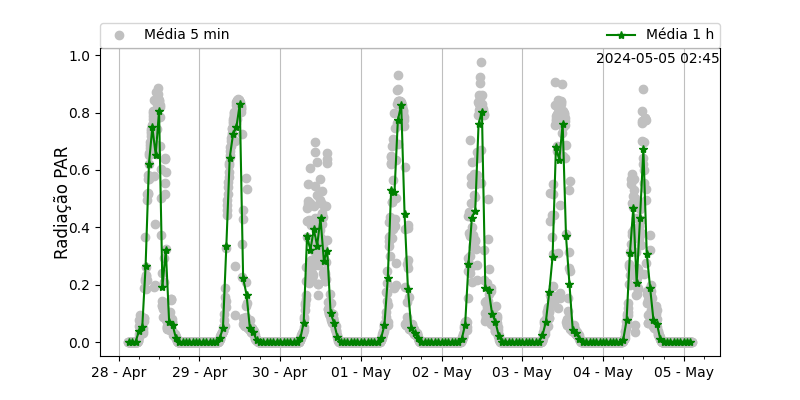 Média 5 min
Média 1 h
2024-05-05 02:45
Radiação PAR
1.0
0.8
0.6
0.4
0.2
0.0
28 - Apr
29 - Apr
30 - Apr
01 - May
02 - May
03 - May
04 - May
05 - May